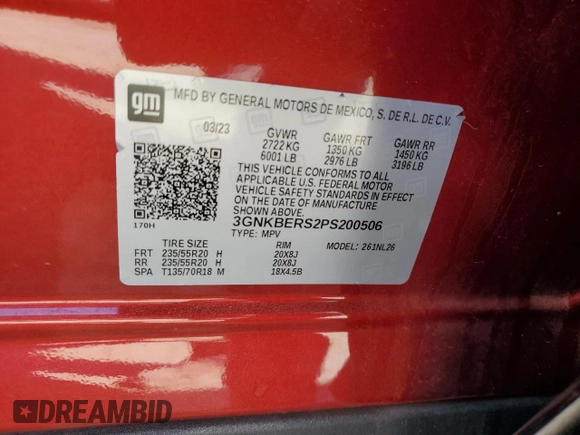 gm
MFD BY GENERAL MOTORS DE MEXICO, S. DE R.L. DE C.V.
03/23 GVWR GAWR FRT GAWR RR
2722 KG 1350 KG 1450 KG
6001 LB 2976 LB 3196 LB
THIS VEHICLE CONFORMS TO ALL
APPLICABLE U.S. FEDERAL MOTOR
VEHICLE SAFETY STANDARDS IN EFFECT
ON THE DATE OF MANUFACTURE
SHOWN ABOVE.
170H 3GNKBERS2PS200506
TYPE: MPV
TIRE SIZE RIM MODEL: 261NL26
FRT 235/55R20 H 20X8J
RR 235/55R20 H 20X8J
SPA T135/70R18 M 18X4.5B
DREAMBID